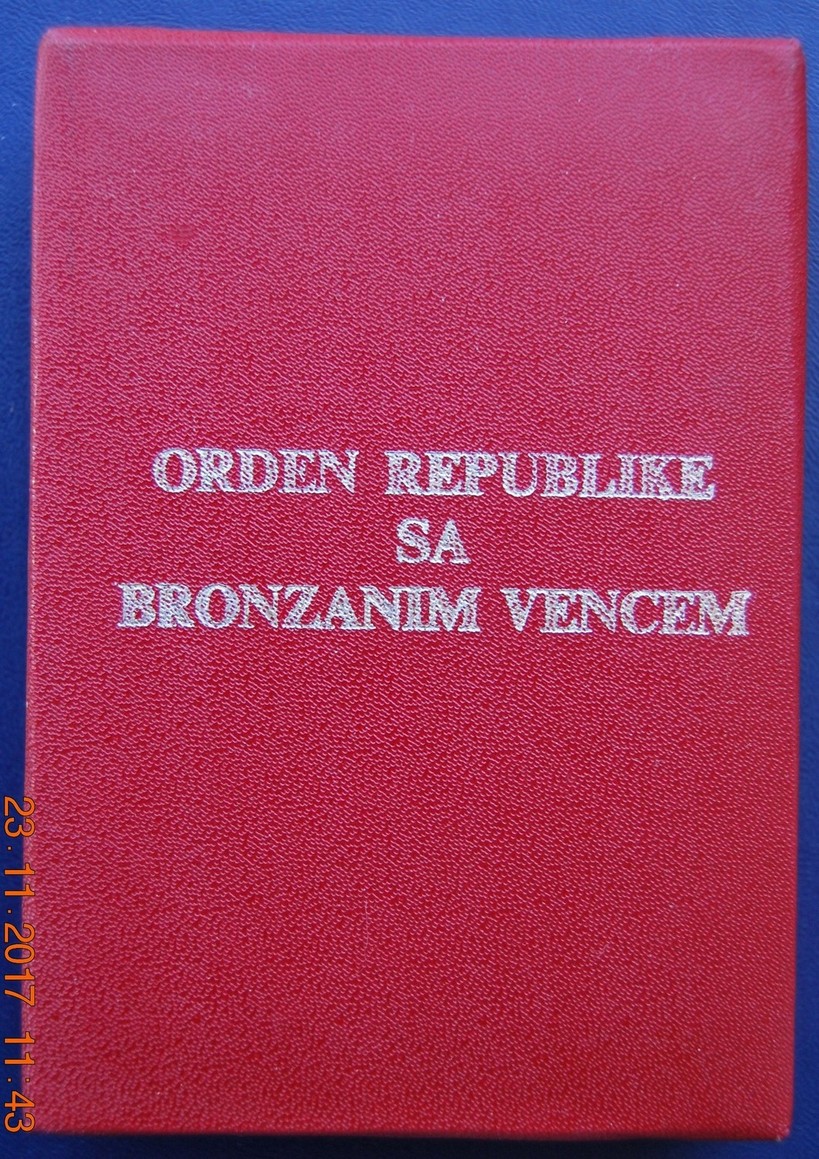 ORDEN REPUBLIKE
SA
BRONZANIM VENCEM
23.11.2017 11:43